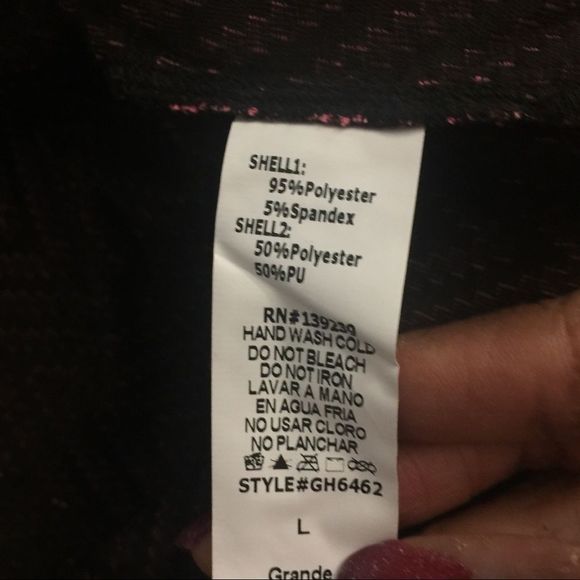 SHELL1:
95%Polyester
5%Spandex
SHELL2:
50%Polyester
50%PU
RN#139239
HAND WASH COLD
DO NOT BLEACH
DO NOT IRON
LAVAR A MANO
EN AGUA FRIA
NO USAR CLORO
NO PLANCHAR
STYLE#GH6462
L
Grande